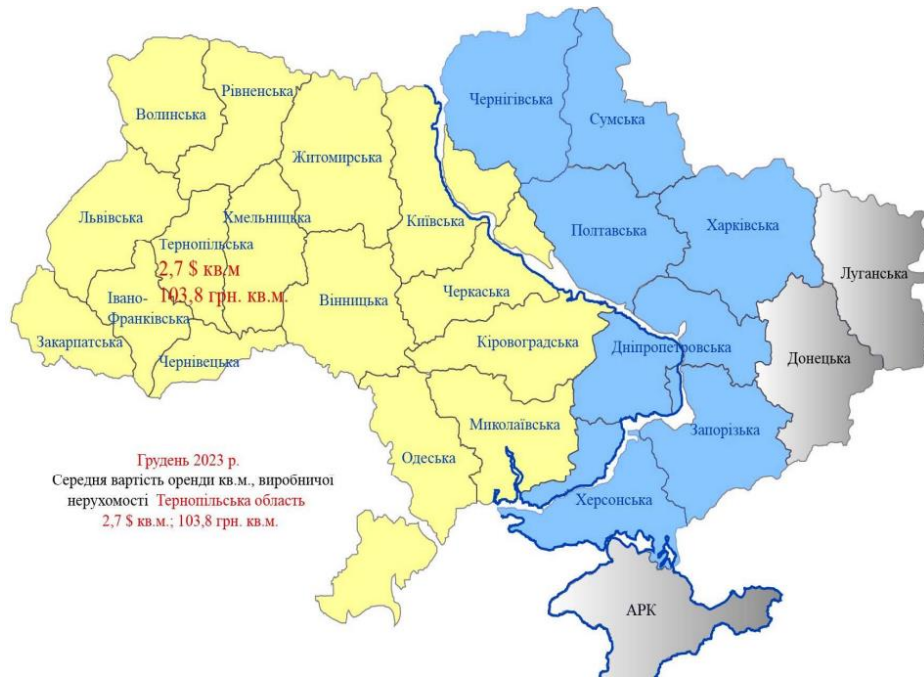 Чернігівська
Сумська
Рівненська
Волинська
Житомирська
Львівська
Хмельницька
Тернопільська
Київська
Полтавська
Харківська
Луганська
2,7 $ кв.м
103,8 грн. кв.м.
Івано-
Франківська
Вінницька
Черкаська
Закарпатська
Чернівецька
Кіровоградська
Дніпропетровська
Донецька
Миколаївська
Запорізька
Одеська
Херсонська
Грудень 2023 р.
Середня вартість оренди кв.м., виробничої
нерухомості Тернопільська область
2,7 $ кв.м.; 103,8 грн. кв.м.
АРК